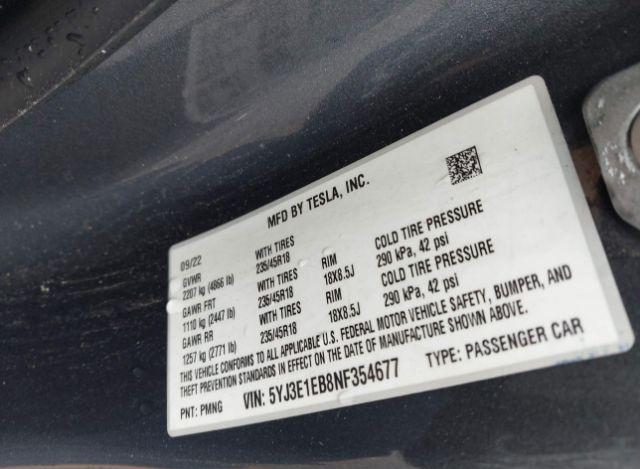 MFD BY TESLA, INC.
09/22
GVWR WITH TIRES COLD TIRE PRESSURE
2207 kg (4866 lb) 235/45R18 RIM 290 kPa, 42 psi
GAWR FRT WITH TIRES 18X8.5J COLD TIRE PRESSURE
1110 kg (2447 lb) 235/45R18 RIM 290 kPa, 42 psi
GAWR RR WITH TIRES 18X8.5J
1257 kg (2771 lb) 235/45R18
THIS VEHICLE CONFORMS TO ALL APPLICABLE U.S. FEDERAL MOTOR VEHICLE SAFETY, BUMPER, AND
THEFT PREVENTION STANDARDS IN EFFECT ON THE DATE OF MANUFACTURE SHOWN ABOVE.
PNT: PMNG VIN: 5YJ3E1EB8NF354677 TYPE: PASSENGER CAR